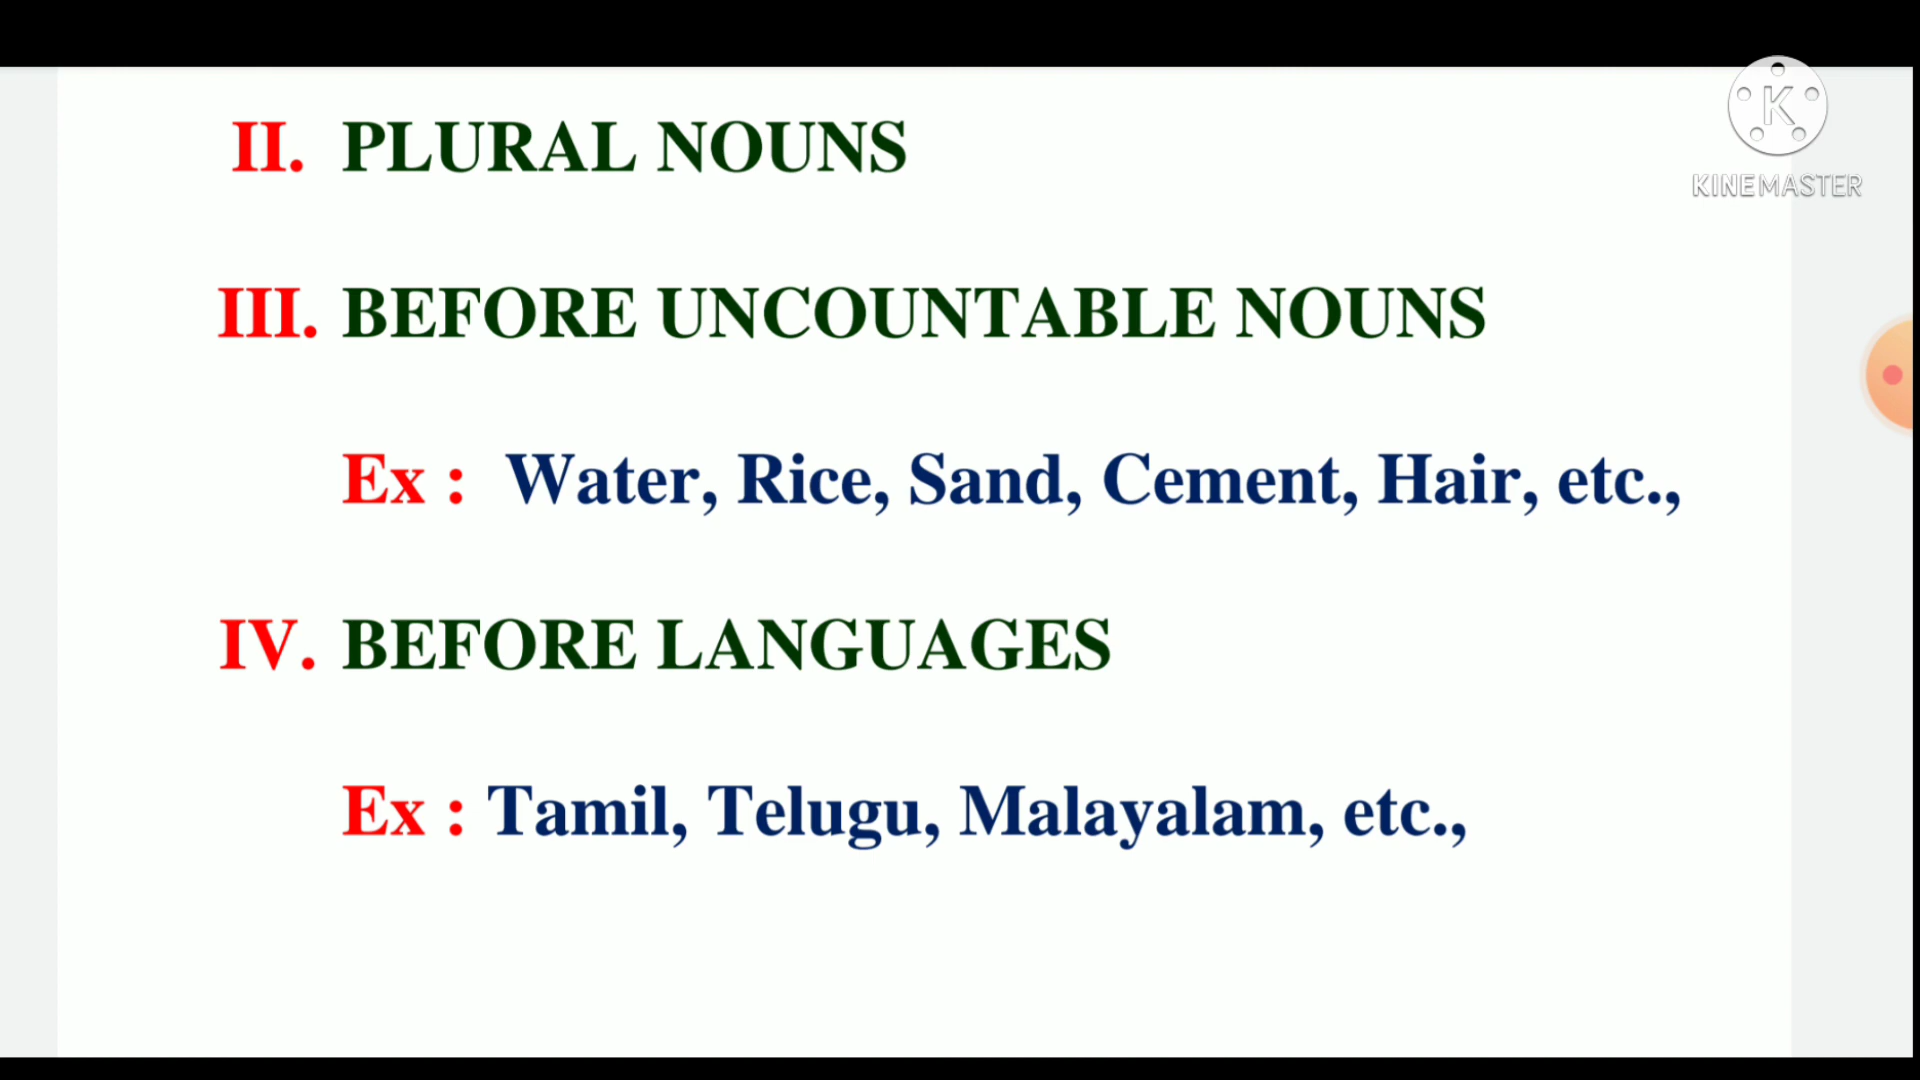 II. PLURAL NOUNS
K
KINEMASTER
III. BEFORE UNCOUNTABLE NOUNS
Ex : Water, Rice, Sand, Cement, Hair, etc.,
IV. BEFORE LANGUAGES
Ex : Tamil, Telugu, Malayalam, etc.,